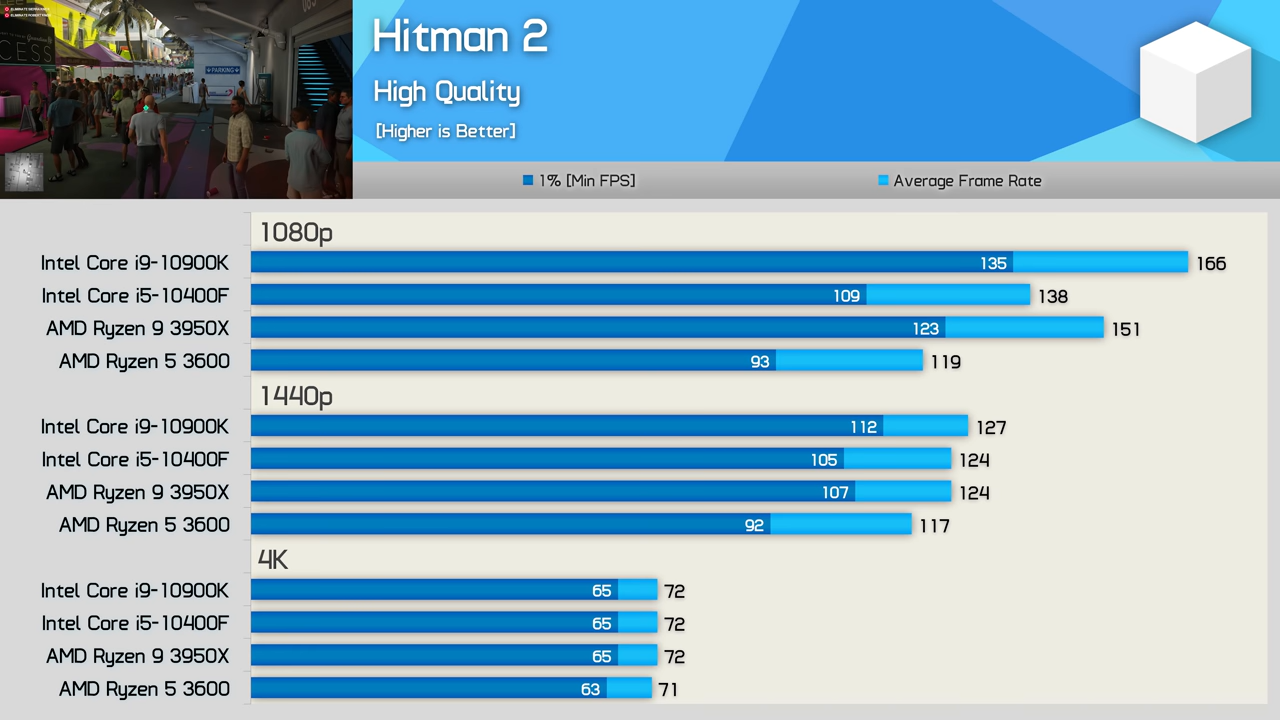 Hitman 2
High Quality
[Higher is Better]
CESS
PARKING
1% [Min FPS]
Average Frame Rate
1080p
Intel Core i9-10900K 135 166
Intel Core i5-10400F 109 138
AMD Ryzen 9 3950X 123 151
AMD Ryzen 5 3600 93 119
1440p
Intel Core i9-10900K 112 127
Intel Core i5-10400F 105 124
AMD Ryzen 9 3950X 107 124
AMD Ryzen 5 3600 92 117
4K
Intel Core i9-10900K 65 72
Intel Core i5-10400F 65 72
AMD Ryzen 9 3950X 65 72
AMD Ryzen 5 3600 63 71